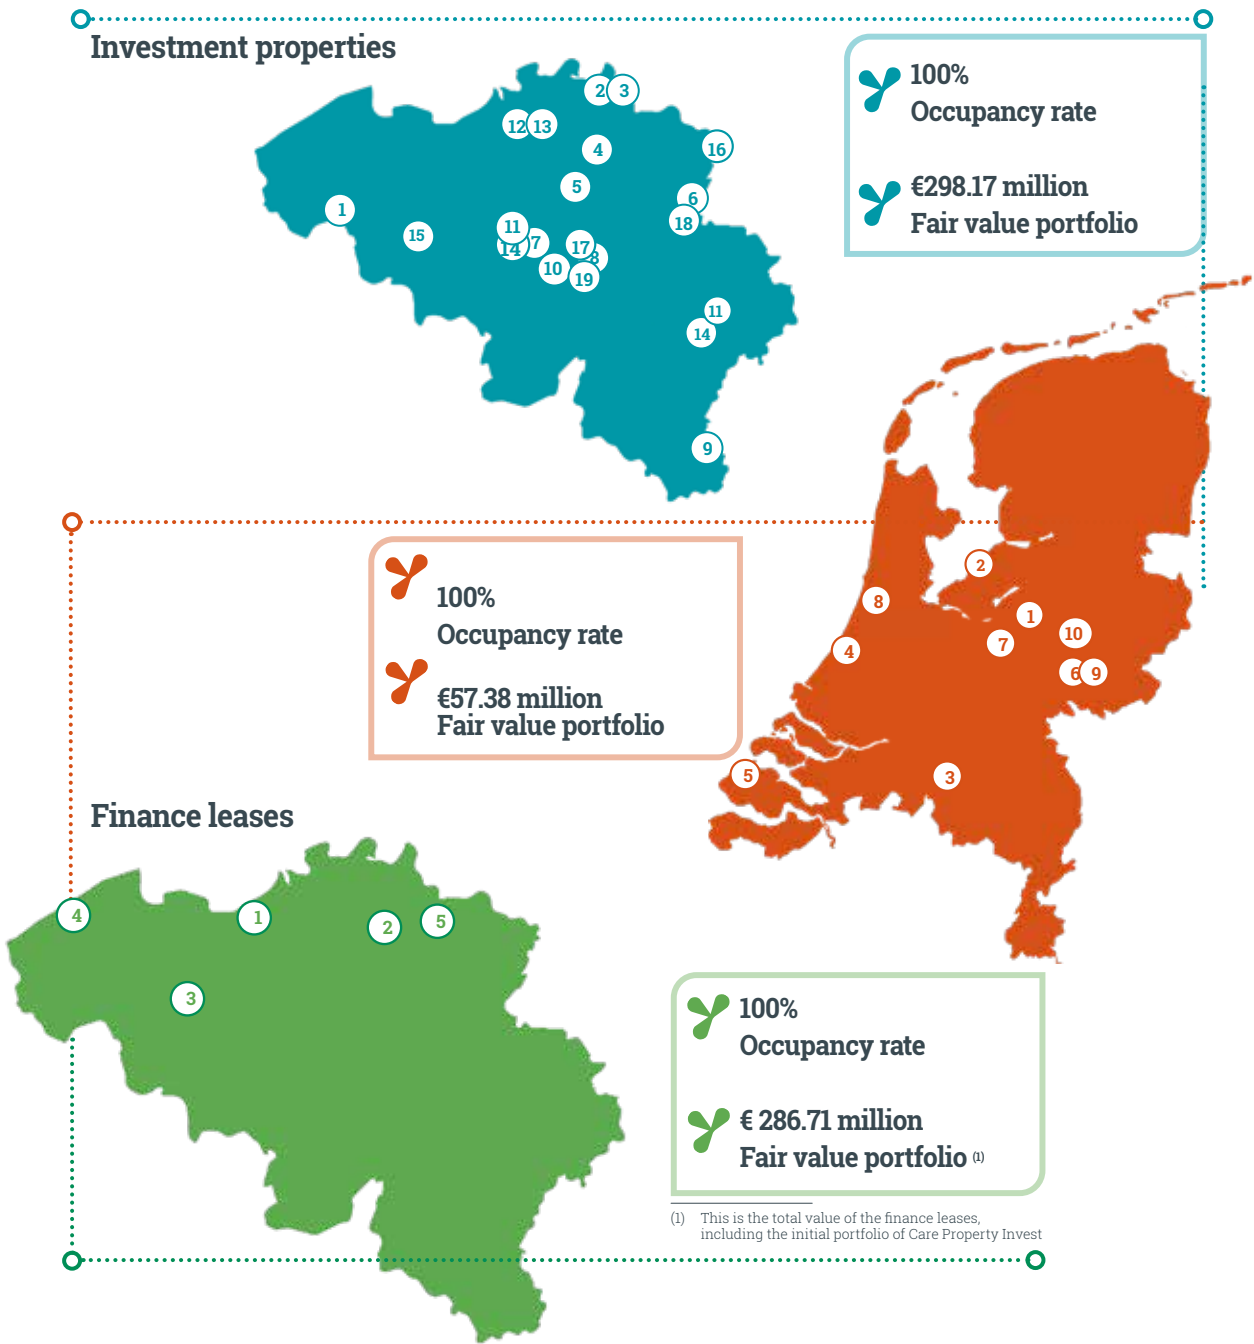 Investment properties
100%
Occupancy rate
€298.17 million
Fair value portfolio
2 3
12 13
4
16
5
6
1
18
11
15
14 7
17 8
10
19
11
14
9
100%
Occupancy rate
€57.38 million
Fair value portfolio
2
8
1
10
7
4
6 9
5
3
Finance leases
4
1
2
5
3
100%
Occupancy rate
€ 286.71 million
Fair value portfolio (1)
(1) This is the total value of the finance leases,
including the initial portfolio of Care Property Invest